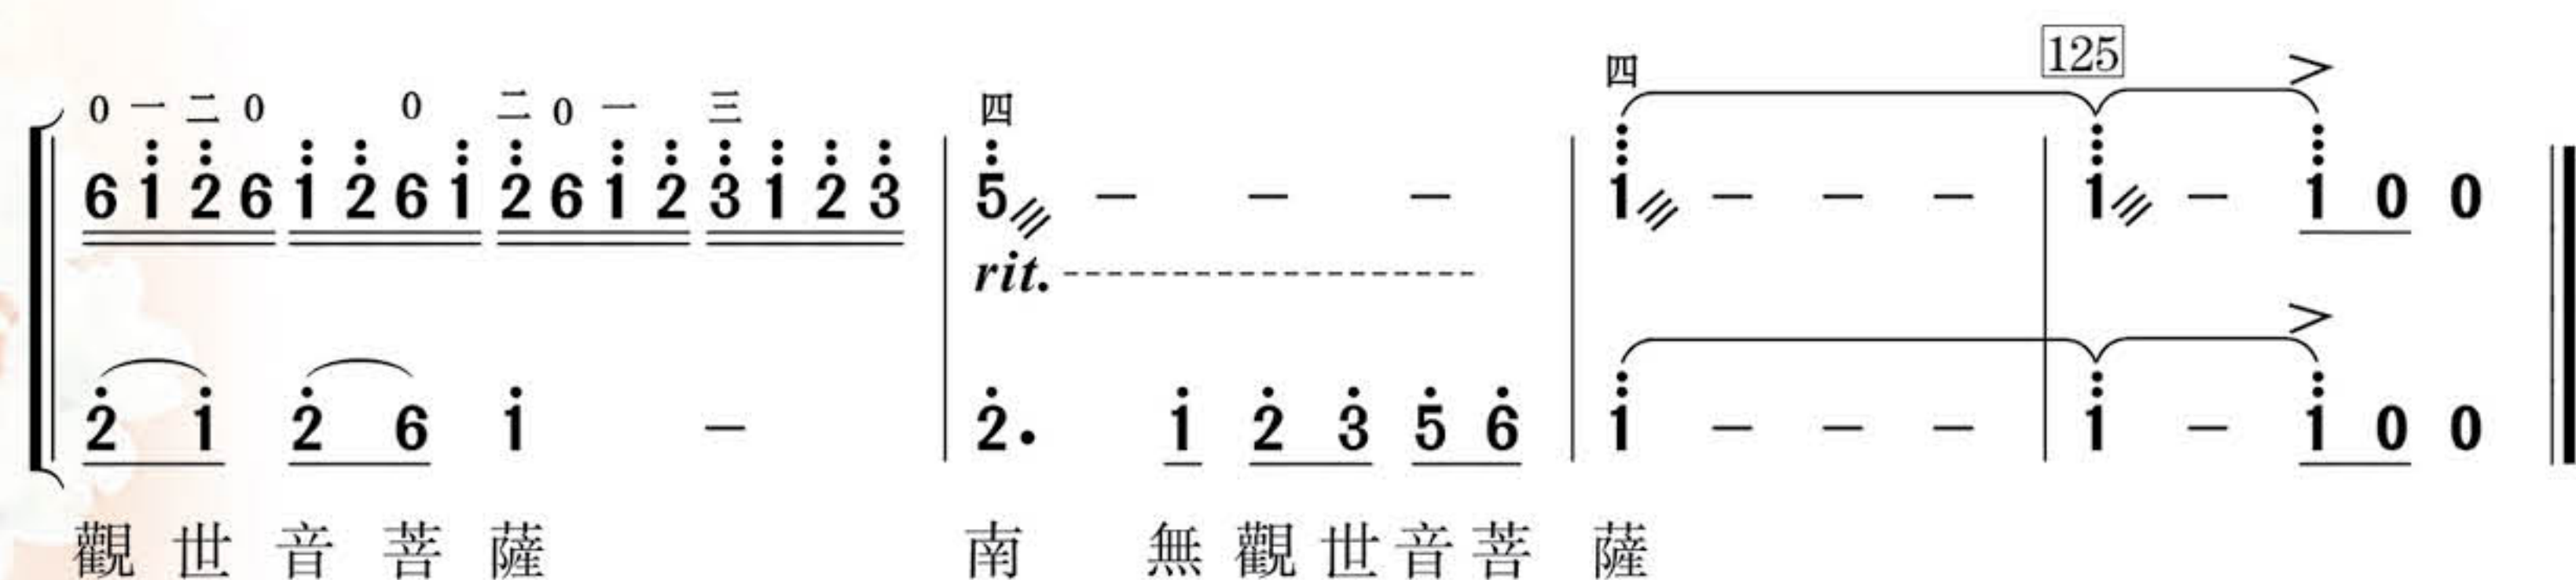 125
四
0 一 二 0 0 二 0 一 三 四
6 1 2 6 1 2 6 1 2 6 1 2 3 1 2 3 5 – – – 1 – – – 1 – 1 0 0
rit.
2 1 2 6 1 – 2. 1 2 3 5 6 1 – – – 1 – 1 0 0
觀 世 音 菩 薩 南 無 觀 世 音 菩 薩